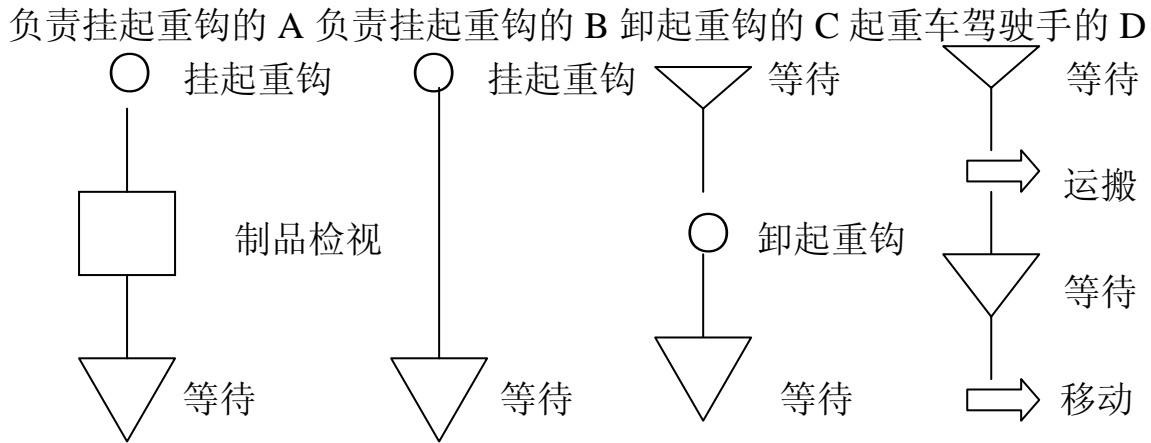 负责挂起重钩的 A 负责挂起重钩的 B 卸起重钩的 C 起重车驾驶手的 D
挂起重钩 挂起重钩 等待 等待
运搬
制品检视 卸起重钩
等待
等待 等待 等待 移动